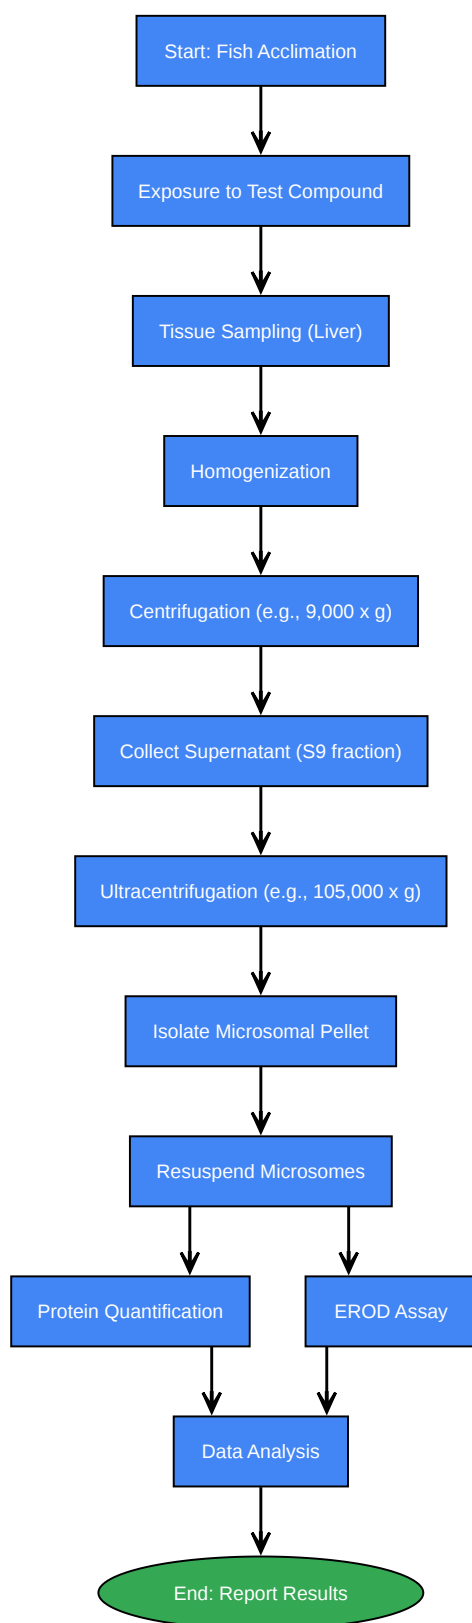 Start: Fish Acclimation
Exposure to Test Compound
Tissue Sampling (Liver)
Homogenization
Centrifugation (e.g., 9,000 x g)
Collect Supernatant (S9 fraction)
Ultracentrifugation (e.g., 105,000 x g)
Isolate Microsomal Pellet
Resuspend Microsomes
Protein Quantification
EROD Assay
Data Analysis
End: Report Results